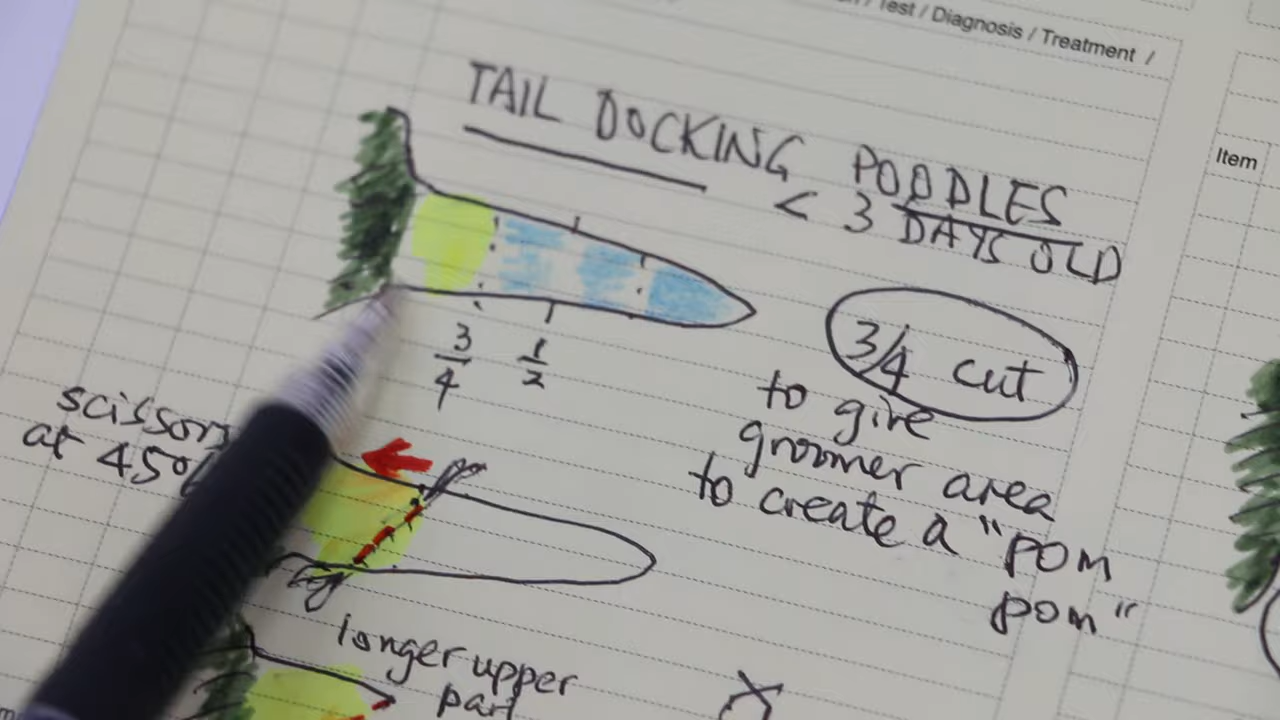 / Test / Diagnosis / Treatment /
Item
TAIL DOCKING POODLES
< 3 DAYS OLD
3/4 1/2
3/4 cut
to give
groomer area
to create a "pom
pom"
scissors
at 45°
longer upper
part